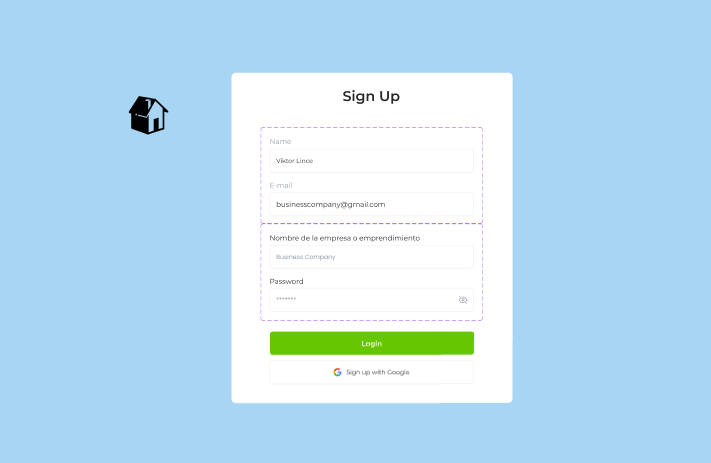 Sign Up
Name
Viktor Lince
E-mail
businesscompany@gmail.com
Nombre de la empresa o emprendimiento
Business Company
Password
*******
Login
Sign up with Google